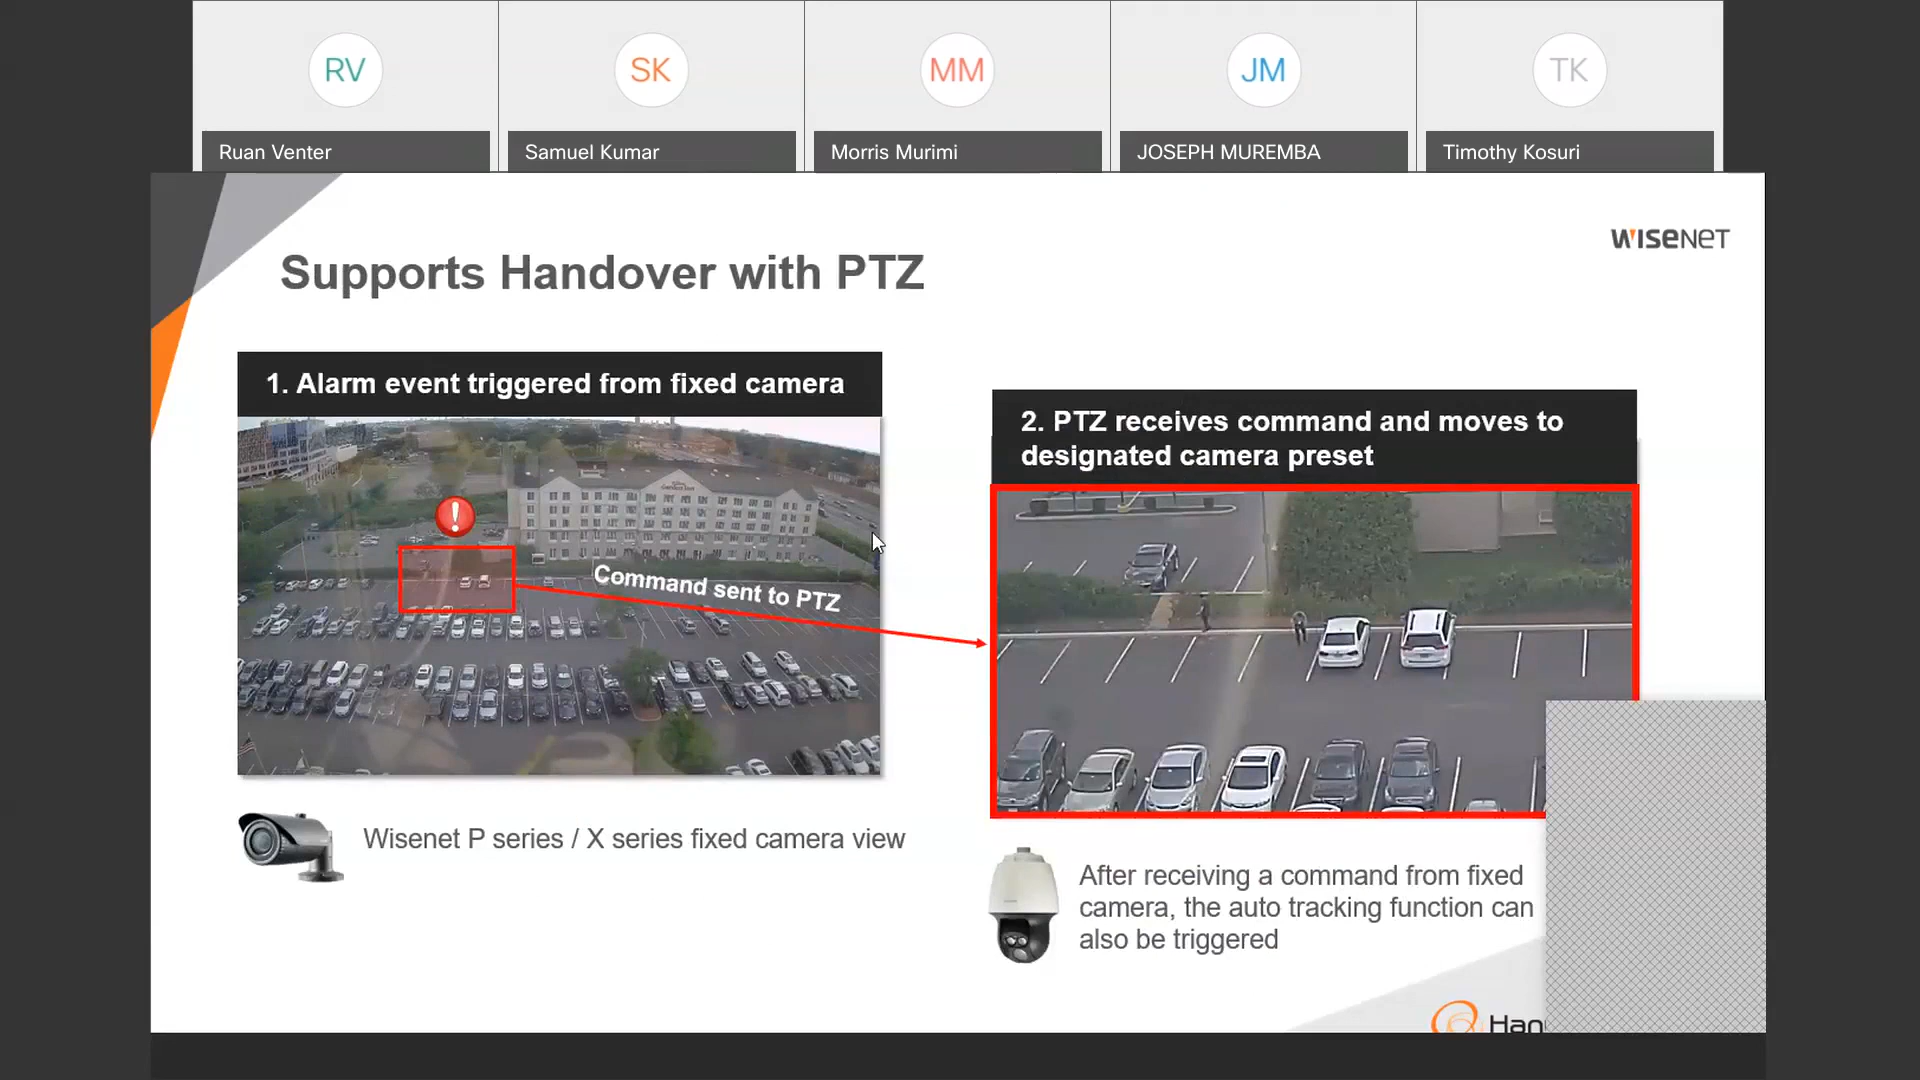 RV
SK
MM
JM
TK
Ruan Venter
Samuel Kumar
Morris Murimi
JOSEPH MUREMBA
Timothy Kosuri
WISENET
Supports Handover with PTZ
1. Alarm event triggered from fixed camera
2. PTZ receives command and moves to
designated camera preset
!
Command sent to PTZ
Wisenet P series / X series fixed camera view
After receiving a command from fixed
camera, the auto tracking function can
also be triggered
Han